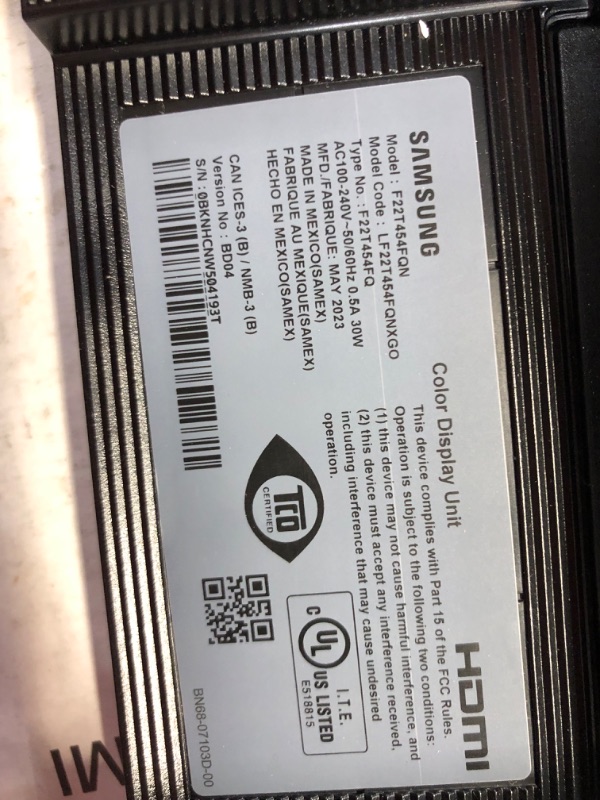 SAMSUNG
Model : F22T454FQN
Model Code : LF22T454FQNXGO
Type No. : F22T454FQ
AC100-240V~50/60Hz 0.5A 30W
MFD /FABRIQUE: MAY 2023
MADE IN MEXICO(SAMEX)
FABRIQUE AU MEXIQUE(SAMEX)
HECHO EN MEXICO(SAMEX)
CAN ICES-3 (B) / NMB-3 (B)
Version No : BD04
S/N : 0BKNHCNW504193T
HDMI
Color Display Unit
This device complies with Part 15 of the FCC Rules.
Operation is subject to the following two conditions:
(1) this device may not cause harmful interference, and
(2) this device must accept any interference received,
including interference that may cause undesired
operation.
TCO
CERTIFIED
C UL US LISTED
I.T.E.
E518815
BN68-07103D-00